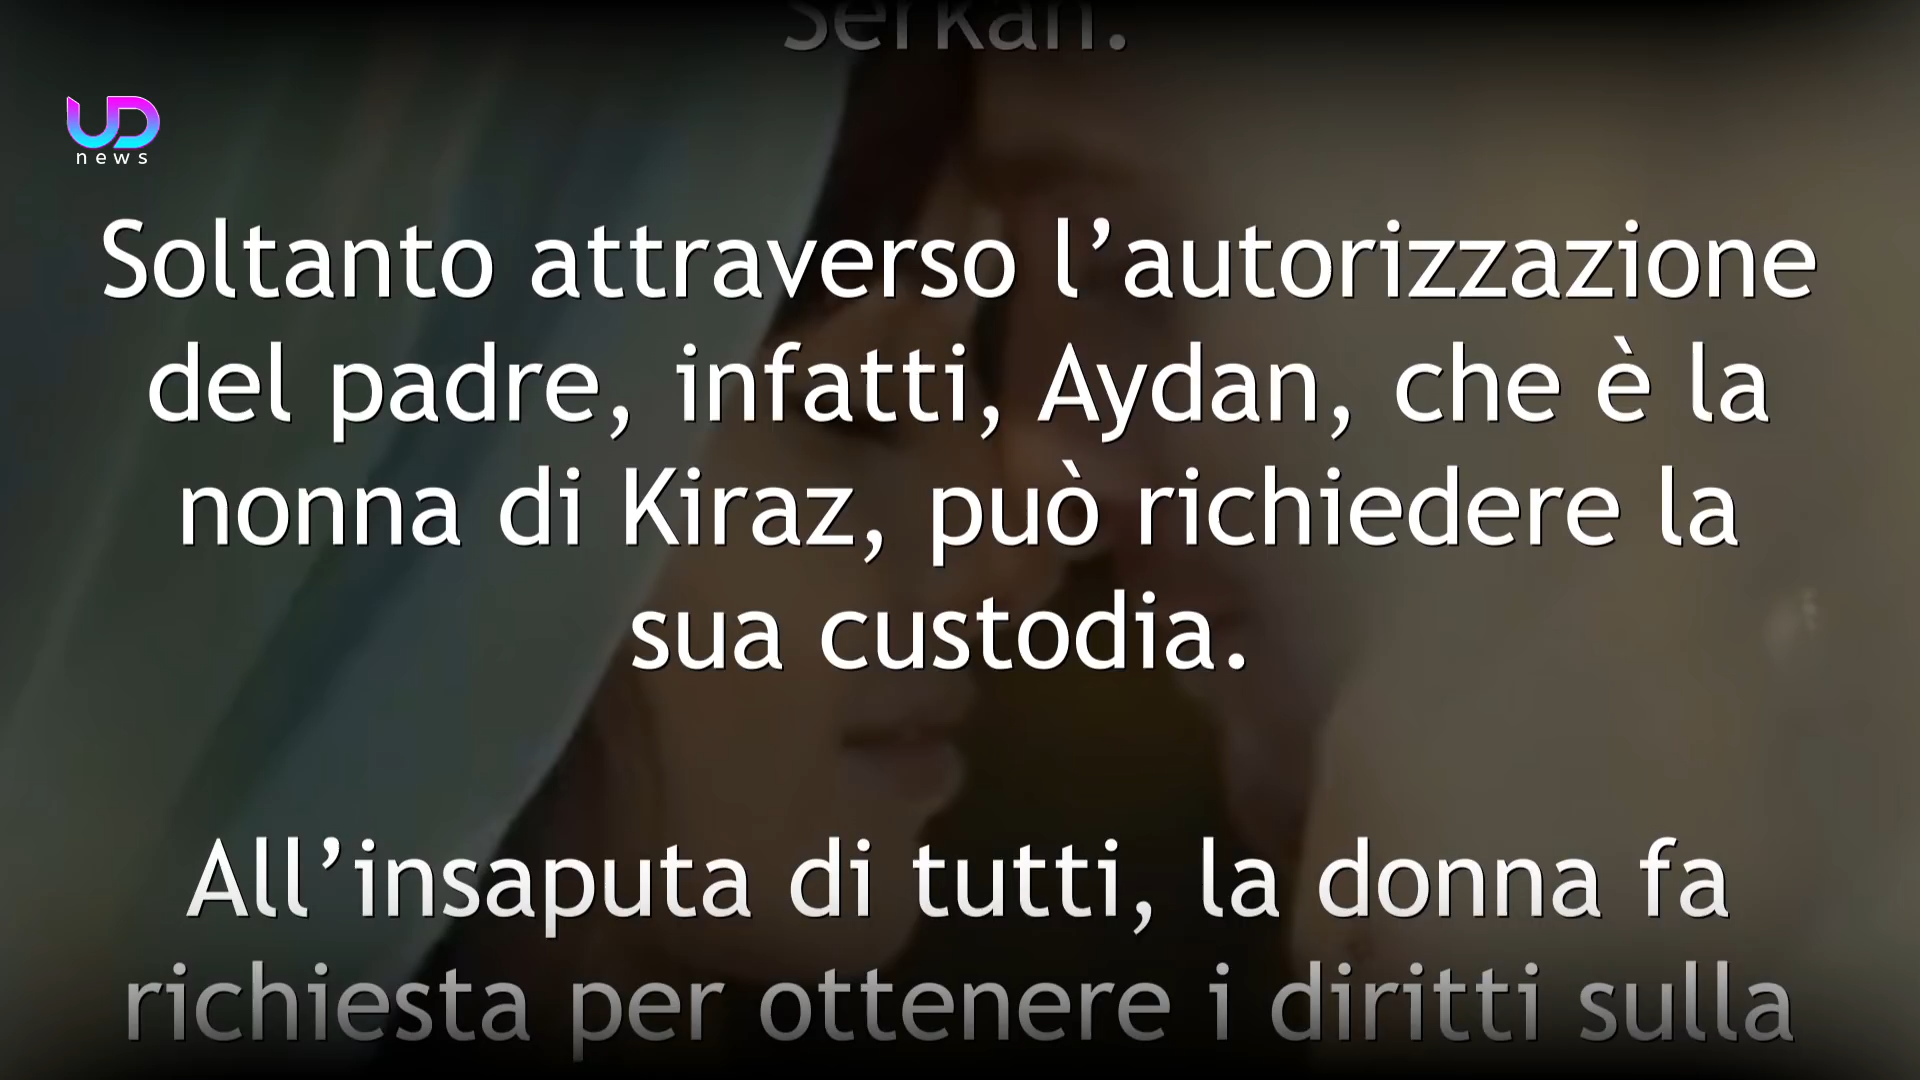 Serkan.
UD
news
Soltanto attraverso l’autorizzazione
del padre, infatti, Aydan, che è la
nonna di Kiraz, può richiedere la
sua custodia.
All’insaputa di tutti, la donna fa
richiesta per ottenere i diritti sulla